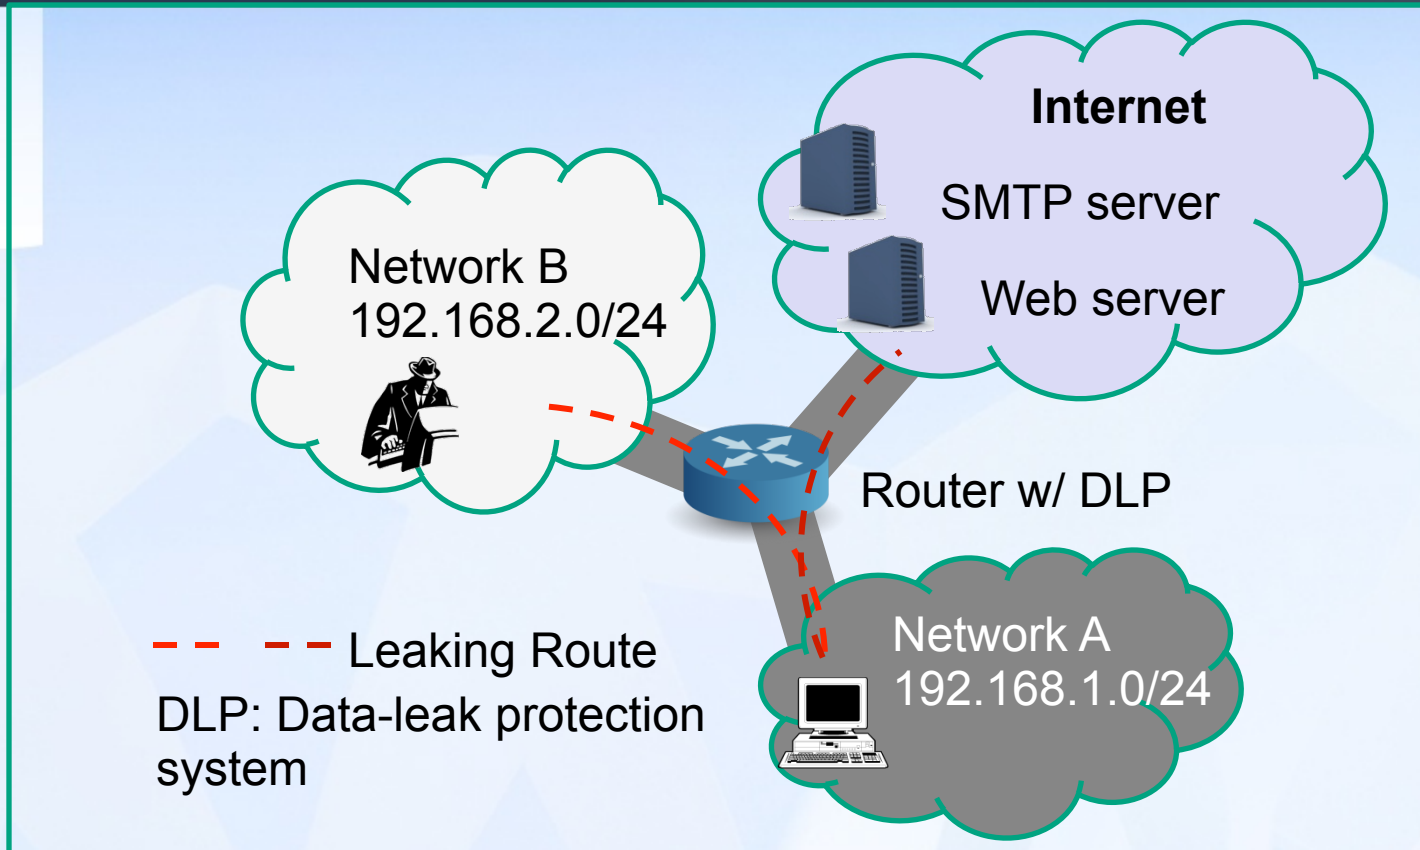 Internet
SMTP server
Web server
Network B
192.168.2.0/24
Router w/ DLP
Network A
192.168.1.0/24
Leaking Route
DLP: Data-leak protection
system